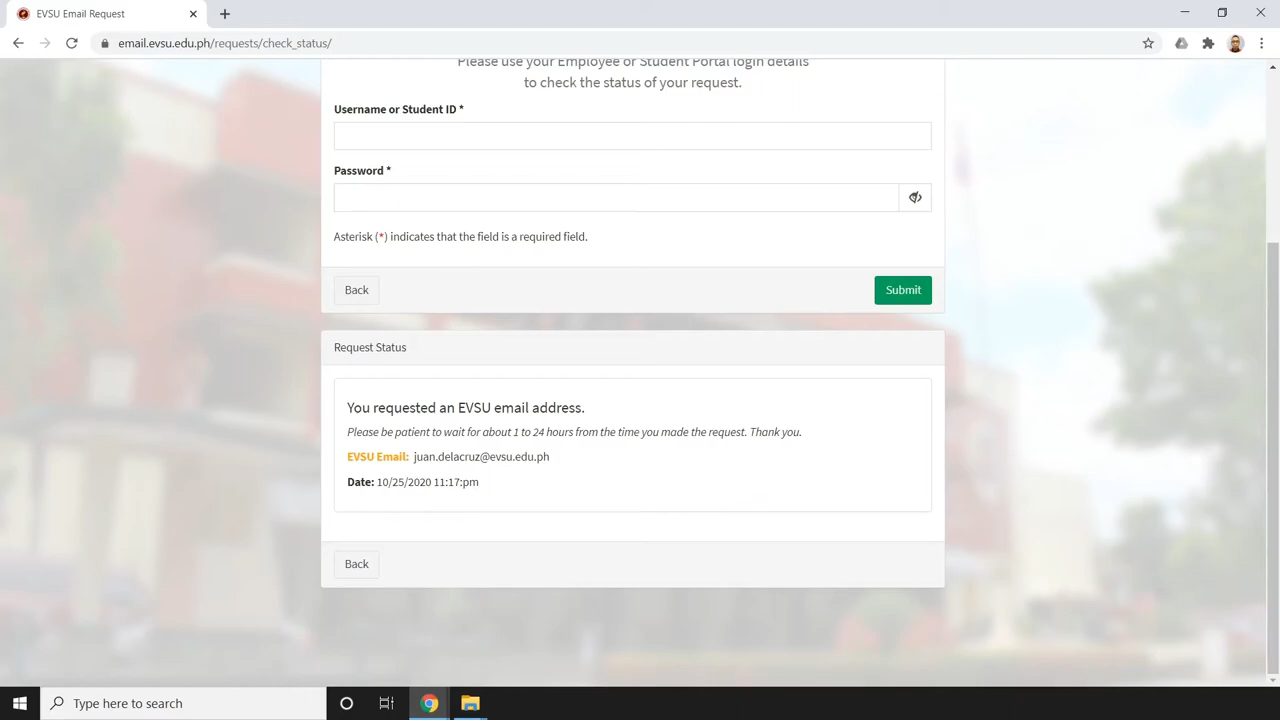 EVSU Email Request
email.evsu.edu.ph/requests/check_status/
Please use your Employee or Student Portal login details
to check the status of your request.
Username or Student ID *
Password *
Asterisk (*) indicates that the field is a required field.
Back
Submit
Request Status
You requested an EVSU email address.
Please be patient to wait for about 1 to 24 hours from the time you made the request. Thank you.
EVSU Email: juan.delacruz@evsu.edu.ph
Date: 10/25/2020 11:17:pm
Back
Type here to search